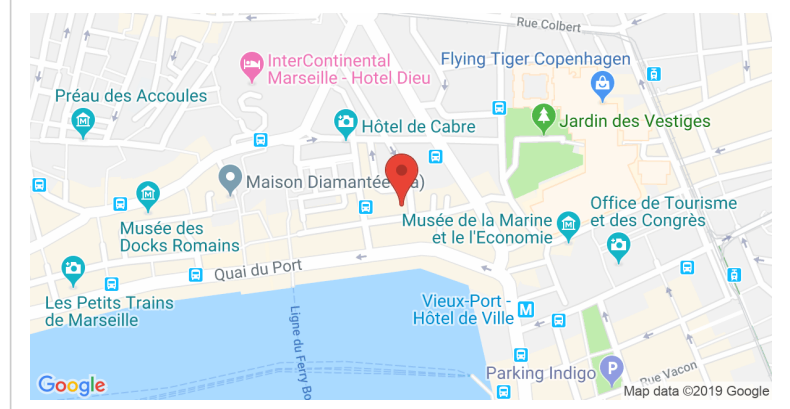 Rue Colbert
InterContinental
Marseille - Hotel Dieu
Flying Tiger Copenhagen
Préau des Accoules
Hôtel de Cabre
Jardin des Vestiges
Maison Diamantée
a)
Musée des
Docks Romains
Musée de la Marine
et le l'Economie
Office de Tourisme
et des Congrès
Quai du Port
Les Petits Trains
de Marseille
Vieux-Port -
Hôtel de Ville
M
Ligne du Ferry Bo
Parking Indigo
P
Rue Vacon
Google
Map data ©2019 Google